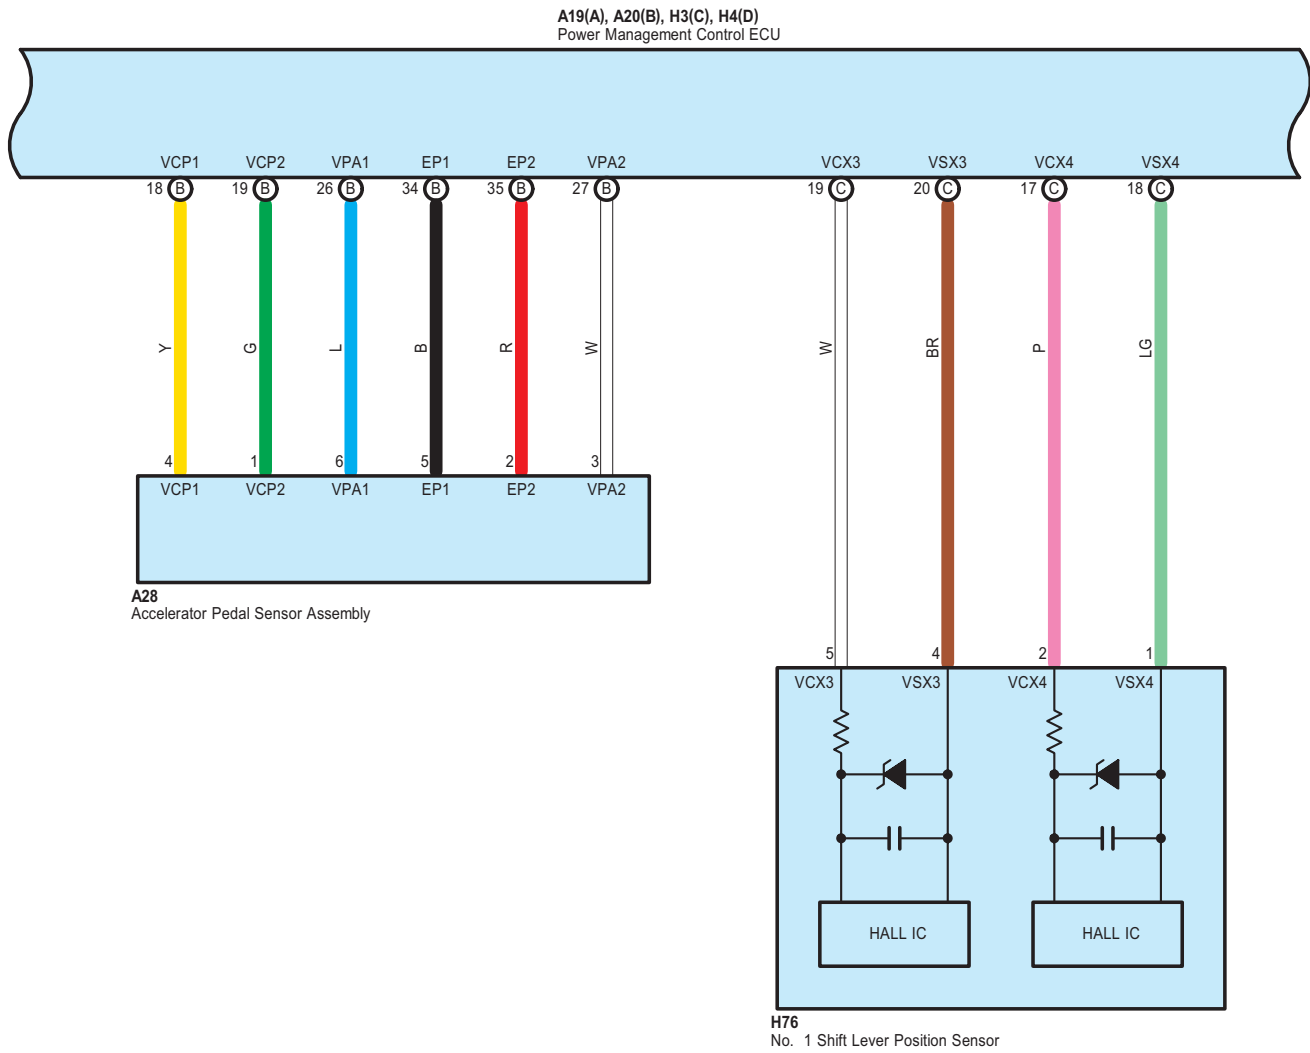 A19(A), A20(B), H3(C), H4(D)
Power Management Control ECU
VCP1 VCP2 VPA1 EP1 EP2 VPA2 VCX3 VSX3 VCX4 VSX4
18 B 19 B 26 B 34 B 35 B 27 B 19 C 20 C 17 C 18 C
Y G L B R W W BR P LG
4 1 6 5 2 3
VCP1 VCP2 VPA1 EP1 EP2 VPA2
A28
Accelerator Pedal Sensor Assembly
5 4 2 1
VCX3 VSX3 VCX4 VSX4
HALL IC HALL IC
H76
No. 1 Shift Lever Position Sensor